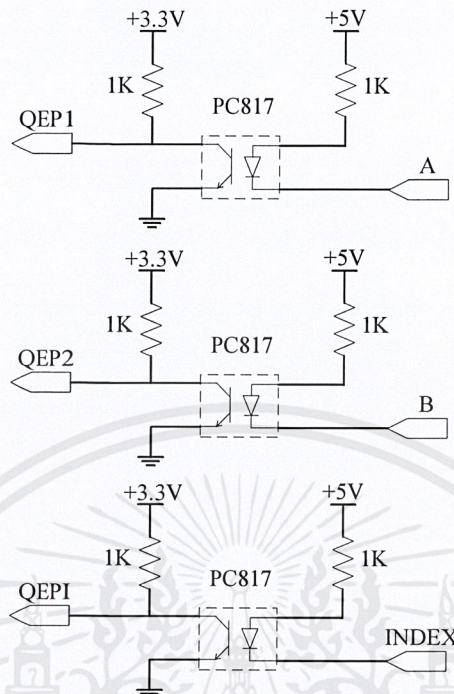 +3.3V +5V
1K PC817 1K
QEP1
A
+3.3V +5V
1K PC817 1K
QEP2
B
+3.3V +5V
1K PC817 1K
QEPI
INDEX